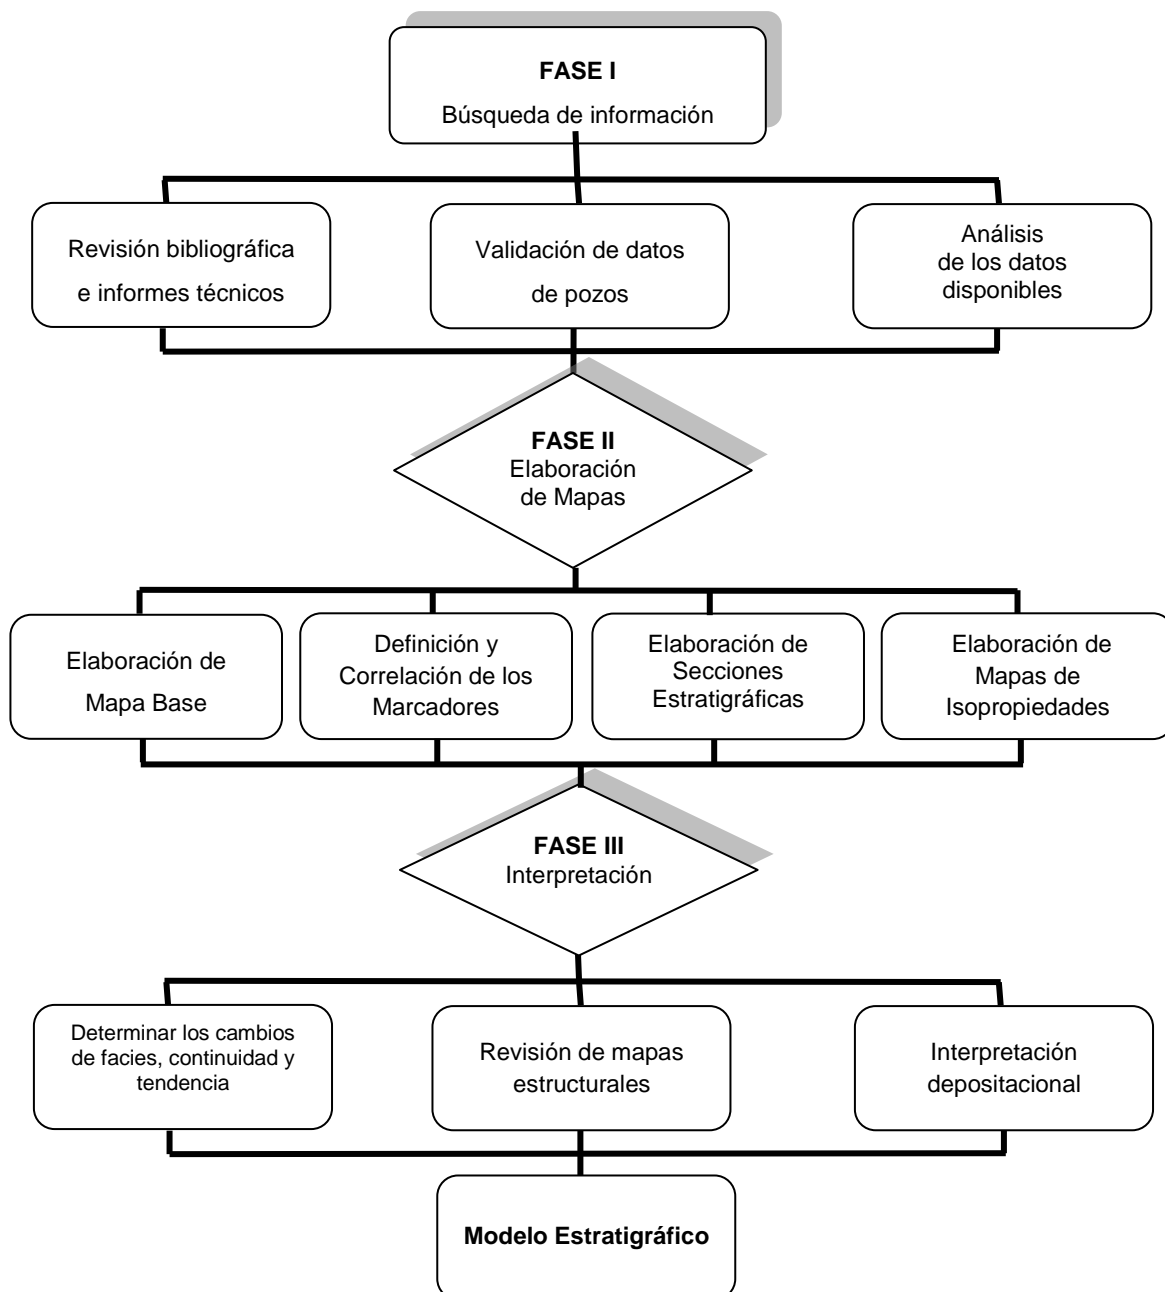 FASE I
Búsqueda de información
Revisión bibliográfica
e informes técnicos
Validación de datos
de pozos
Análisis
de los datos
disponibles
FASE II
Elaboración
de Mapas
Elaboración de
Mapa Base
Definición y
Correlación de los
Marcadores
Elaboración de
Secciones
Estratigráficas
Elaboración de
Mapas de
Isopropiedades
FASE III
Interpretación
Determinar los cambios
de facies, continuidad y
tendencia
Revisión de mapas
estructurales
Interpretación
depositacional
Modelo Estratigráfico